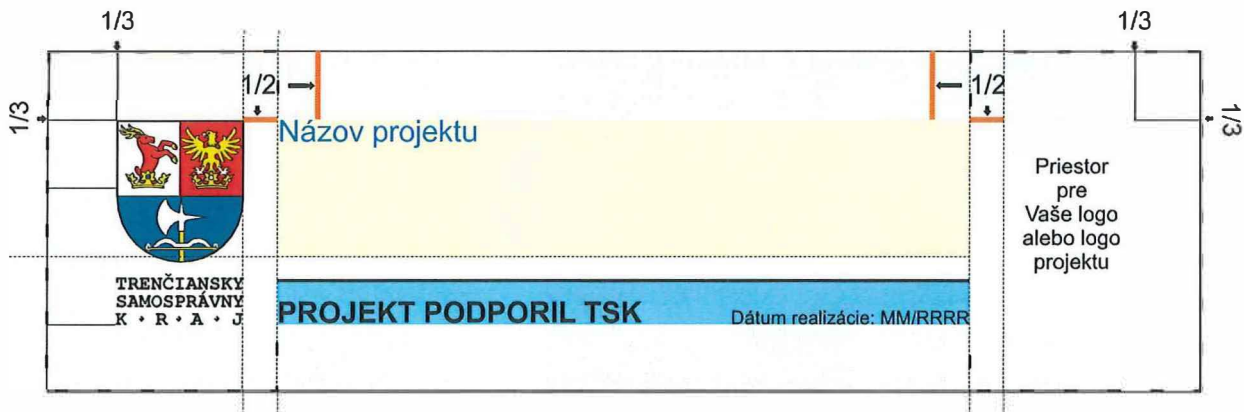 1/3
1/3
1/2
1/2
1/3
1/3
Názov projektu
Priestor
pre
Vaše logo
alebo logo
projektu
TRENČIANSKY
SAMOSPRÁVNY
K · R · A · J
PROJEKT PODPORIL TSK
Dátum realizácie: MM/RRRR